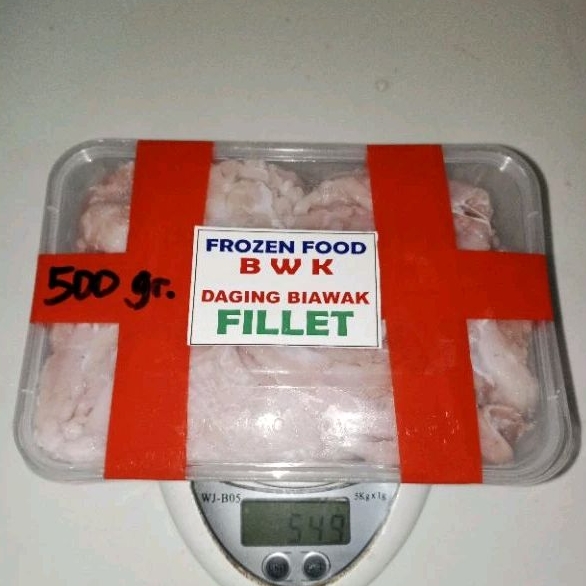 FROZEN FOOD
B W K
DAGING BIAWAK
FILLET
500 gr.
WJ-B05
5Kg x 1g
549